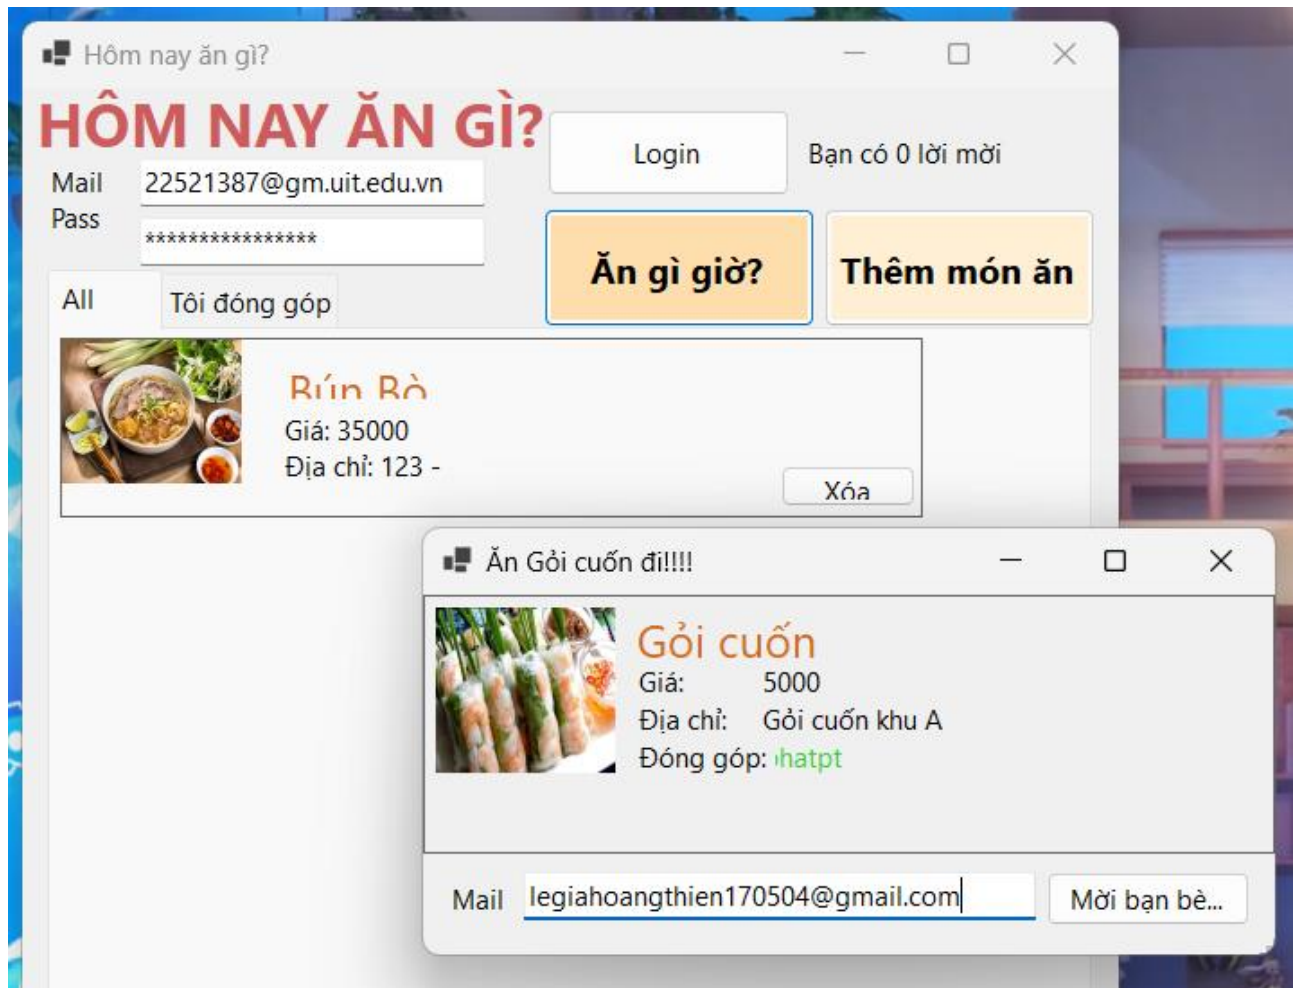 Hôm nay ăn gì?
HÔM NAY ĂN GÌ?
Login
Bạn có 0 lời mời
Mail 22521387@gm.uit.edu.vn
Pass ****************
Ăn gì giờ?
Thêm món ăn
All
Tôi đóng góp
Bún Bò
Giá: 35000
Địa chỉ: 123 -
Xóa
Ăn Gỏi cuốn đi!!!!
Gỏi cuốn
Giá: 5000
Địa chỉ: Gỏi cuốn khu A
Đóng góp: hatpt
Mail legiahoangthien170504@gmail.com
Mời bạn bè...